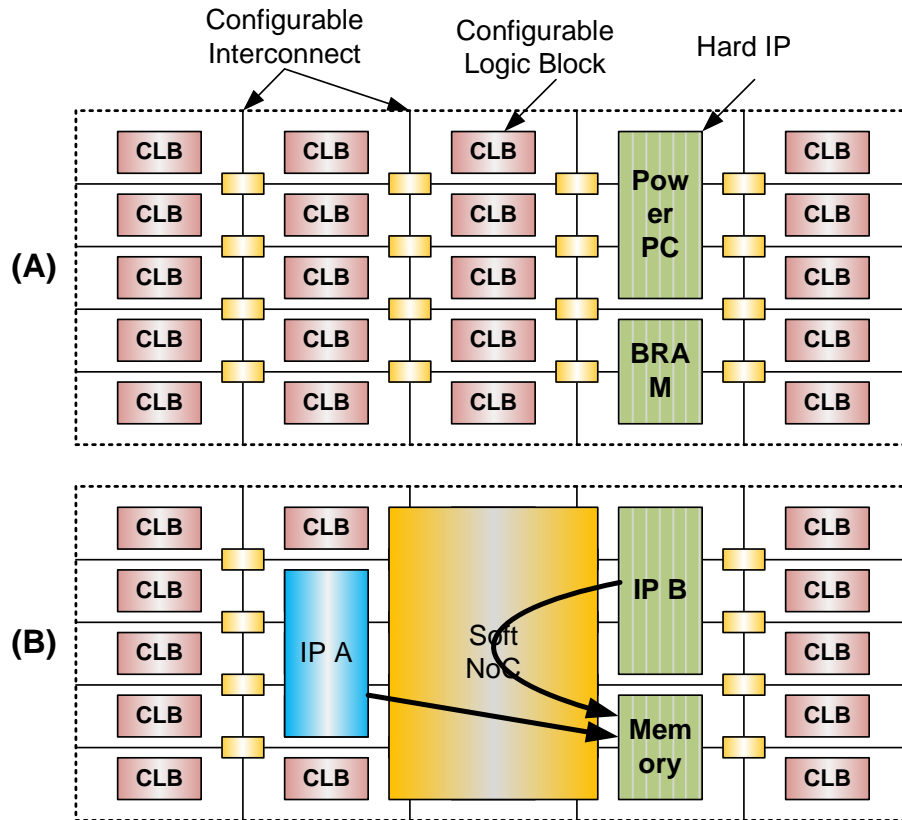 Configurable
Interconnect
Configurable
Logic Block
Hard IP
(A)
CLB CLB CLB CLB
CLB CLB CLB CLB
CLB CLB CLB CLB
CLB CLB CLB CLB
CLB CLB CLB CLB
Pow
er
PC
BRA
M
(B)
CLB CLB CLB
CLB CLB
CLB CLB
CLB CLB
CLB CLB CLB
IP A
Soft
NoC
IP B
Mem
ory